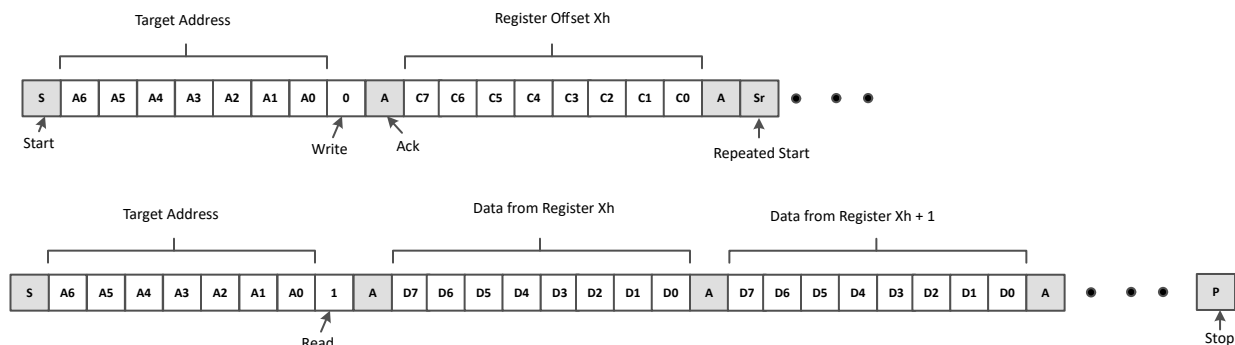 Target Address Register Offset Xh
S A6 A5 A4 A3 A2 A1 A0 0 A C7 C6 C5 C4 C3 C2 C1 C0 A Sr
Start Write Ack Repeated Start
Target Address Data from Register Xh Data from Register Xh + 1
S A6 A5 A4 A3 A2 A1 A0 1 A D7 D6 D5 D4 D3 D2 D1 D0 A D7 D6 D5 D4 D3 D2 D1 D0 A P
Read Stop